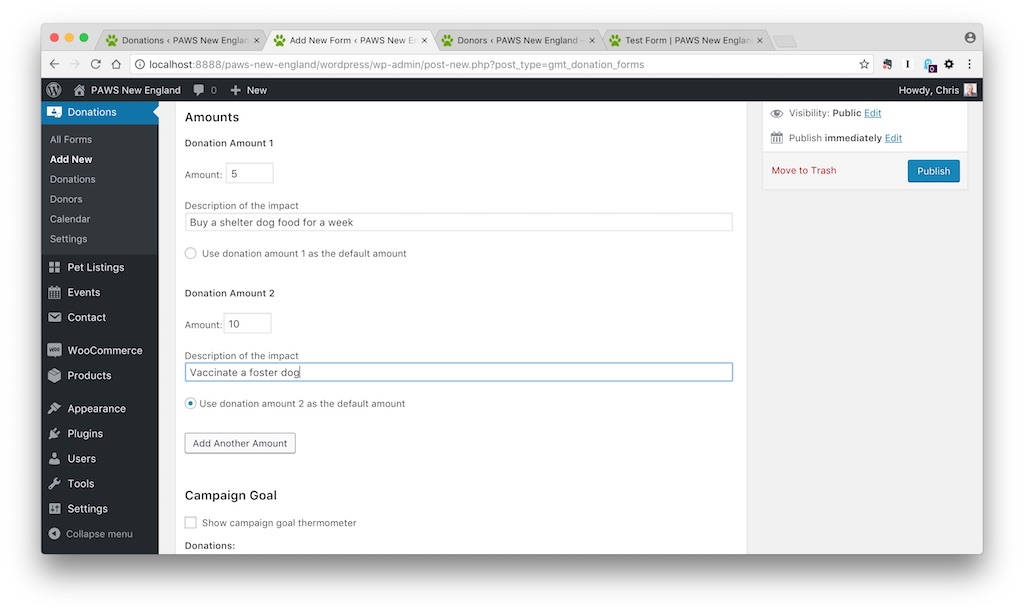 Donations ‹ PAWS New Englan
Add New Form ‹ PAWS New E
Donors ‹ PAWS New England –
Test Form | PAWS New Englan
localhost:8888/paws-new-england/wordpress/wp-admin/post-new.php?post_type=gmt_donation_forms
PAWS New England 0 New Howdy, Chris
Donations
All Forms
Add New
Donations
Donors
Calendar
Settings
Pet Listings
Events
Contact
WooCommerce
Products
Appearance
Plugins
Users
Tools
Settings
Collapse menu
Amounts
Donation Amount 1
Amount: 5
Description of the impact
Buy a shelter dog food for a week
Use donation amount 1 as the default amount
Donation Amount 2
Amount: 10
Description of the impact
Vaccinate a foster dog
Use donation amount 2 as the default amount
Add Another Amount
Campaign Goal
Show campaign goal thermometer
Donations:
Visibility: Public Edit
Publish immediately Edit
Move to Trash
Publish